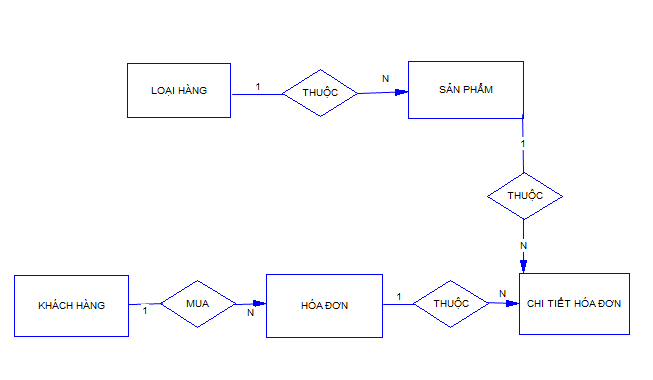 LOẠI HÀNG
1
THUỘC
N
SẢN PHẨM
1
THUỘC
N
KHÁCH HÀNG
1
MUA
N
HÓA ĐƠN
1
THUỘC
N
CHI TIẾT HÓA ĐƠN